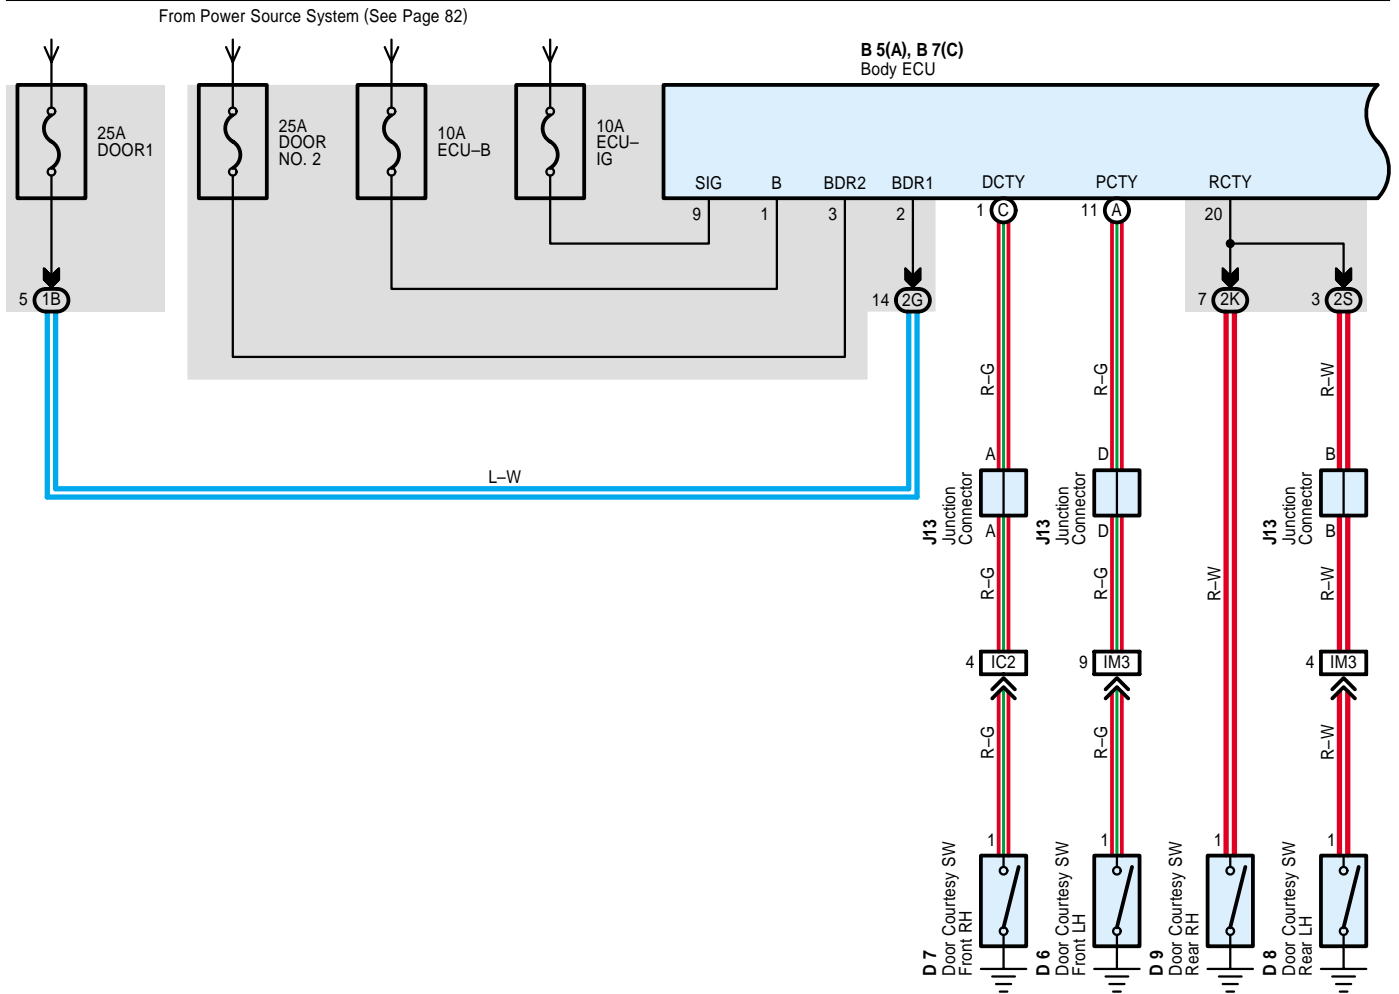 From Power Source System (See Page 82)
B 5(A), B 7(C)
Body ECU
25A
DOOR1
25A
DOOR
NO. 2
10A
ECU–B
10A
ECU–
IG
SIG
B
BDR2
BDR1
DCTY
PCTY
RCTY
9
1
3
2
1
C
11
A
20
5
1B
14
2G
7
2K
3
2S
R–G
R–G
R–W
L–W
A
D
B
J13
Junction
Connector
J13
Junction
Connector
J13
Junction
Connector
A
D
B
R–G
R–G
R–W
R–W
4
IC2
9
IM3
4
IM3
R–G
R–G
R–W
1
1
1
1
D 7
Door Courtesy SW
Front RH
D 6
Door Courtesy SW
Front LH
D 9
Door Courtesy SW
Rear RH
D 8
Door Courtesy SW
Rear LH